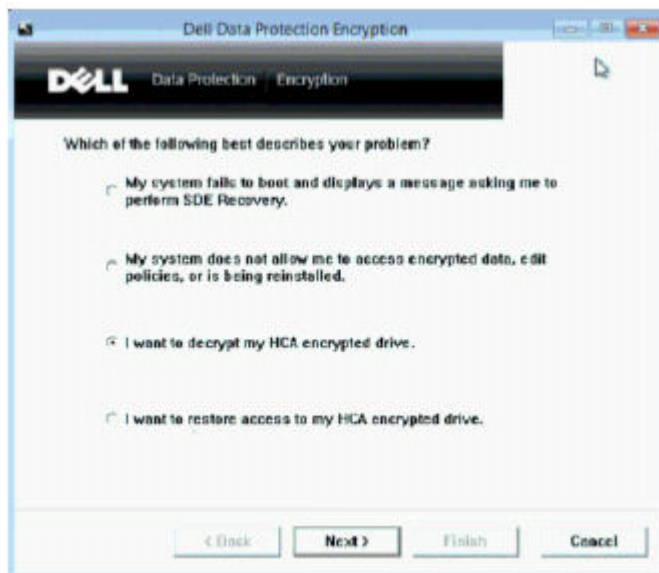 Dell Data Protection Encryption
DELL Data Protection | Encryption
Which of the following best describes your problem?
My system fails to boot and displays a message asking me to
perform SDE Recovery.
My system does not allow me to access encrypted data, edit
policies, or is being reinstalled.
I want to decrypt my HCA encrypted drive.
I want to restore access to my HCA encrypted drive.
< Back Next > Finish Cancel